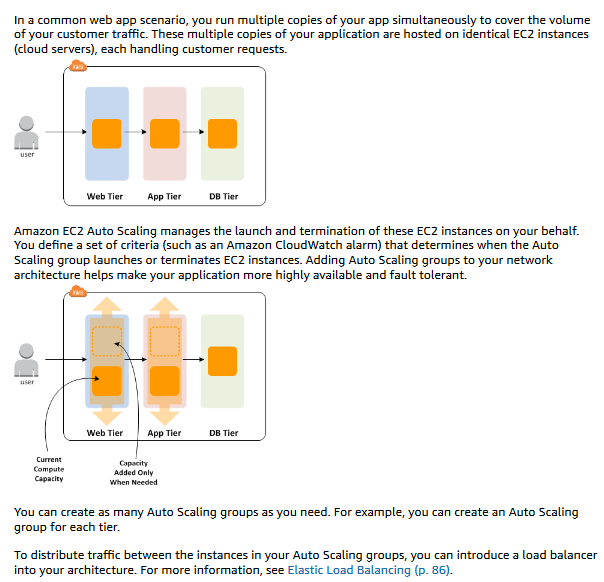 In a common web app scenario, you run multiple copies of your app simultaneously to cover the volume
of your customer traffic. These multiple copies of your application are hosted on identical EC2 instances
(cloud servers), each handling customer requests.
AWS
user
Web Tier App Tier DB Tier
Amazon EC2 Auto Scaling manages the launch and termination of these EC2 instances on your behalf.
You define a set of criteria (such as an Amazon CloudWatch alarm) that determines when the Auto
Scaling group launches or terminates EC2 instances. Adding Auto Scaling groups to your network
architecture helps make your application more highly available and fault tolerant.
AWS
user
Web Tier App Tier DB Tier
Current
Compute
Capacity
Capacity
Added Only
When Needed
You can create as many Auto Scaling groups as you need. For example, you can create an Auto Scaling
group for each tier.
To distribute traffic between the instances in your Auto Scaling groups, you can introduce a load balancer
into your architecture. For more information, see Elastic Load Balancing (p. 86).